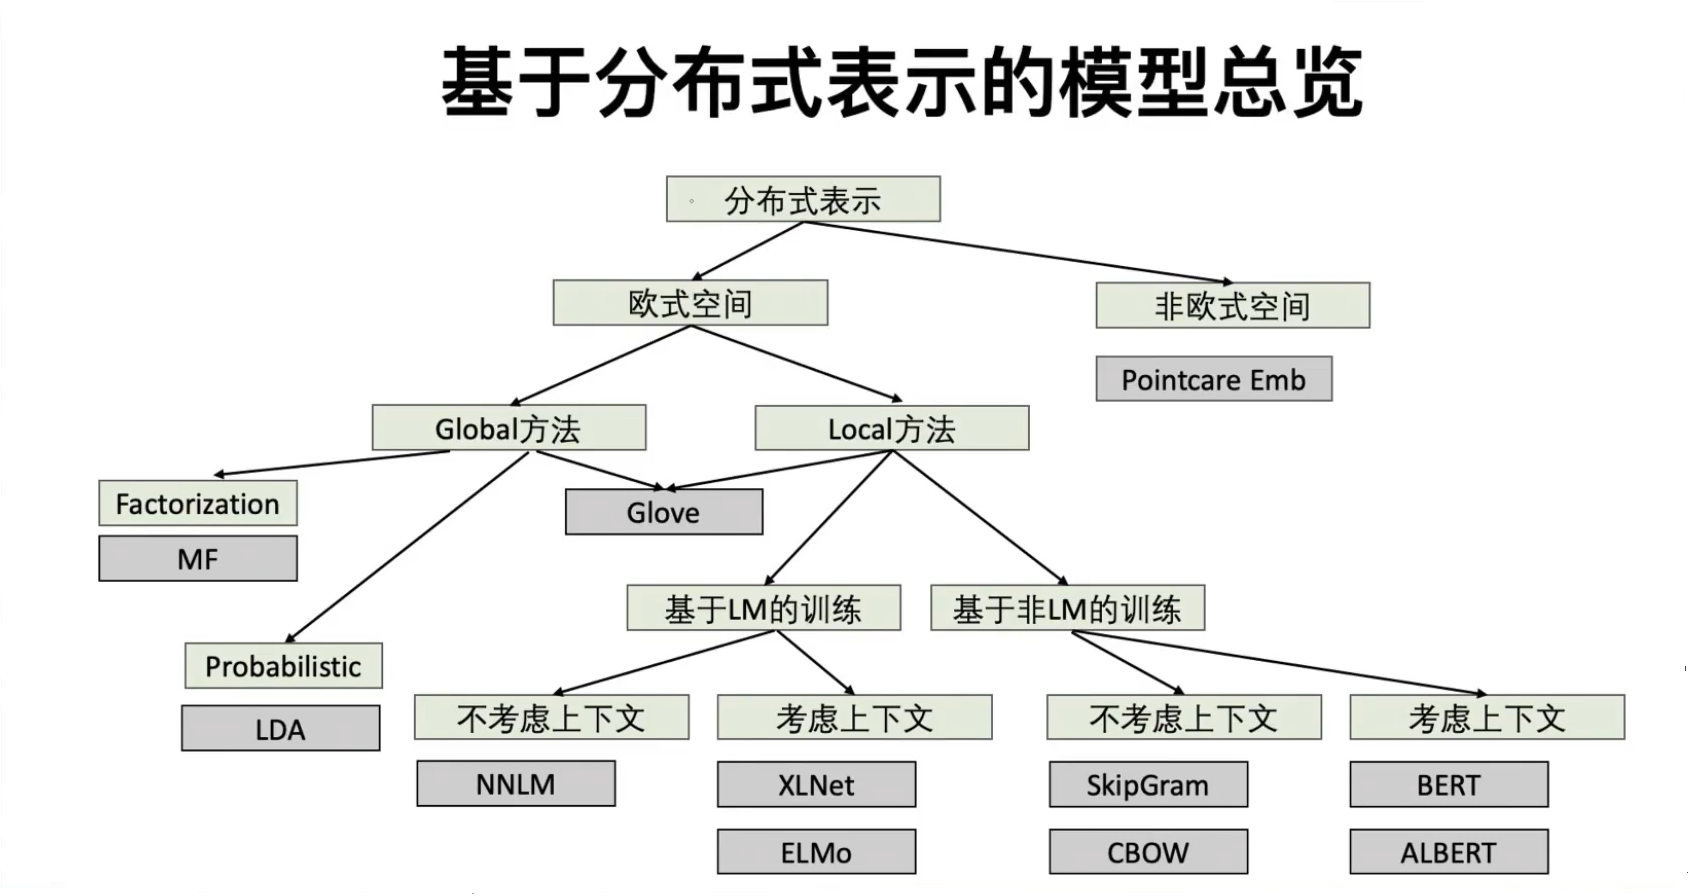 基于分布式表示的模型总览
分布式表示
欧式空间
非欧式空间
Pointcare Emb
Global方法
Local方法
Factorization
Glove
MF
基于LM的训练
基于非LM的训练
Probabilistic
LDA
不考虑上下文
考虑上下文
不考虑上下文
考虑上下文
NNLM
XLNet
SkipGram
BERT
ELMo
CBOW
ALBERT